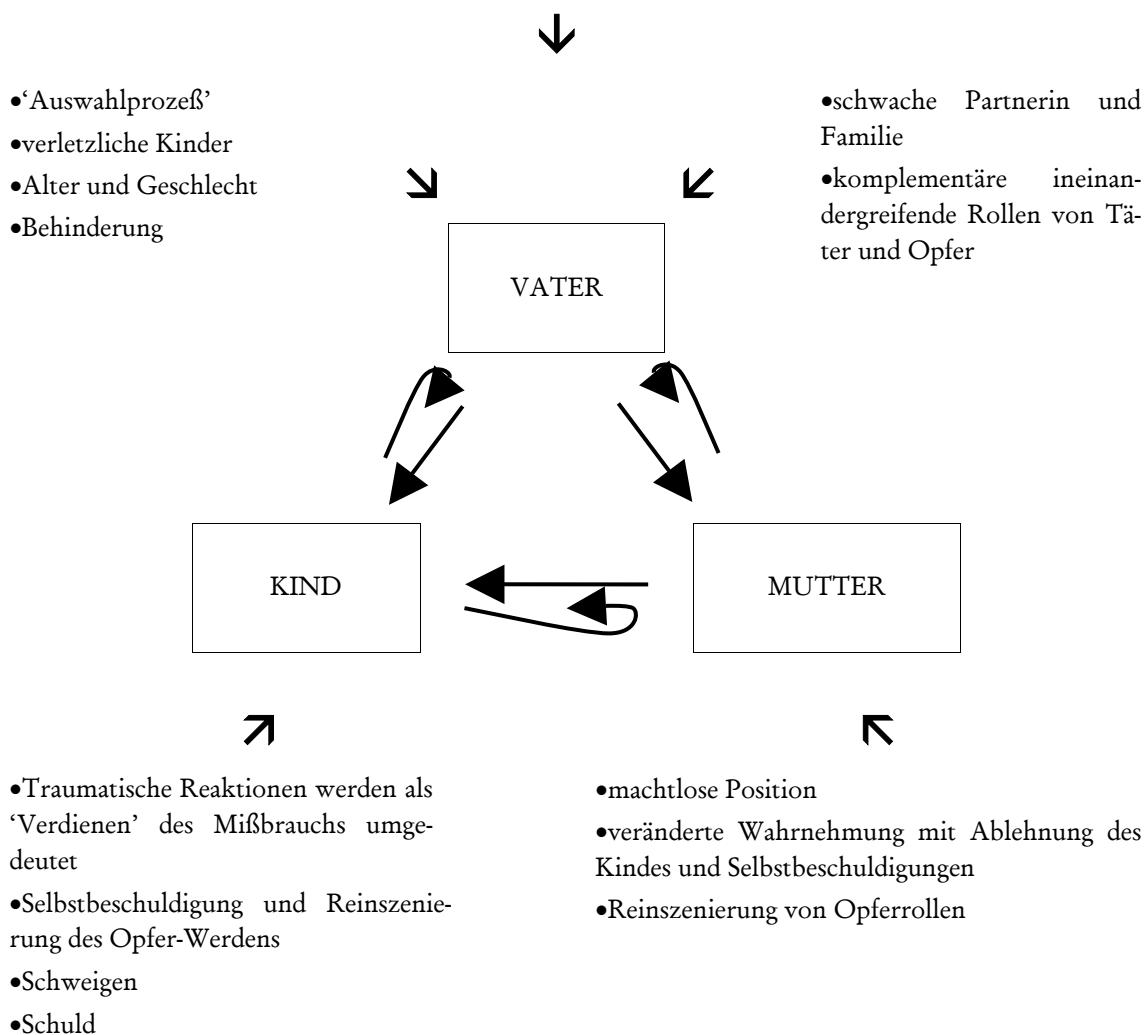 •‘Auswahlprozeß’
•verletzliche Kinder
•Alter und Geschlecht
•Behinderung
•schwache Partnerin und
Familie
•komplementäre ineinan-
dergreifende Rollen von Tä-
ter und Opfer
VATER
KIND
MUTTER
•Traumatische Reaktionen werden als
‘Verdienen’ des Mißbrauchs umge-
deutet
•Selbstbeschuldigung und Reinszenie-
rung des Opfer-Werdens
•Schweigen
•Schuld
•machtlose Position
•veränderte Wahrnehmung mit Ablehnung des
Kindes und Selbstbeschuldigungen
•Reinszenierung von Opferrollen